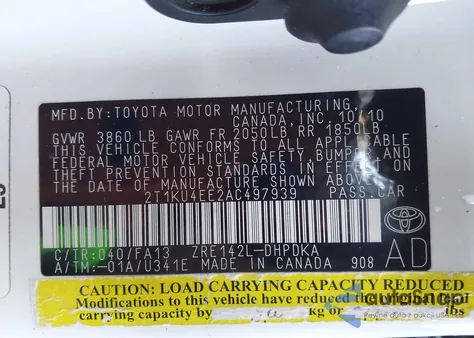 MFD.BY:TOYOTA MOTOR MANUFACTURING,
CANADA,INC. 10/10
GVWR 3860LB GAWR FR 2050LB RR 1850LB
THIS VEHICLE CONFORMS TO ALL APPLICABLE
FEDERAL MOTOR VEHICLE SAFETY, BUMPER, AND
THEFT PREVENTION STANDARDS IN EFFECT ON
THE DATE OF MANUFACTURE SHOWN ABOVE.
2T1KU4EE2AC497939 PASS.CAR
C/TR:040/FA13 ZRE142L-DHPDKA
A/TM:-01A/U341E MADE IN CANADA 908
AD
CAUTION: LOAD CARRYING CAPACITY REDUCED
Modifications to this vehicle have reduced the original
carrying capacity by kg or lbs
autoshop